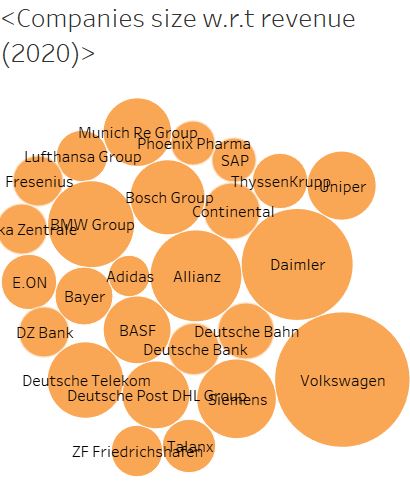 <Companies size w.r.t revenue
(2020)>
Munich Re Group
Phoenix Pharma
Lufthansa Group
SAP
Fresenius
ThyssenKrupp
Uniper
Bosch Group
Continental
ka Zentrale
BMW Group
Daimler
Adidas
Allianz
E.ON
Bayer
DZ Bank
BASF
Deutsche Bahn
Deutsche Bank
Deutsche Telekom
Volkswagen
Deutsche Post DHL Group
Siemens
Talanx
ZF Friedrichshafen